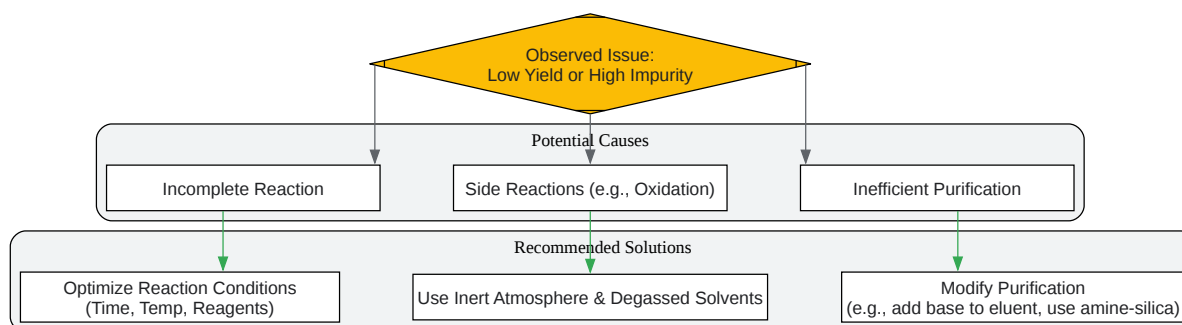 Observed Issue:
Low Yield or High Impurity
Potential Causes
Incomplete Reaction
Side Reactions (e.g., Oxidation)
Inefficient Purification
Recommended Solutions
Optimize Reaction Conditions
(Time, Temp, Reagents)
Use Inert Atmosphere & Degassed Solvents
Modify Purification
(e.g., add base to eluent, use amine-silica)